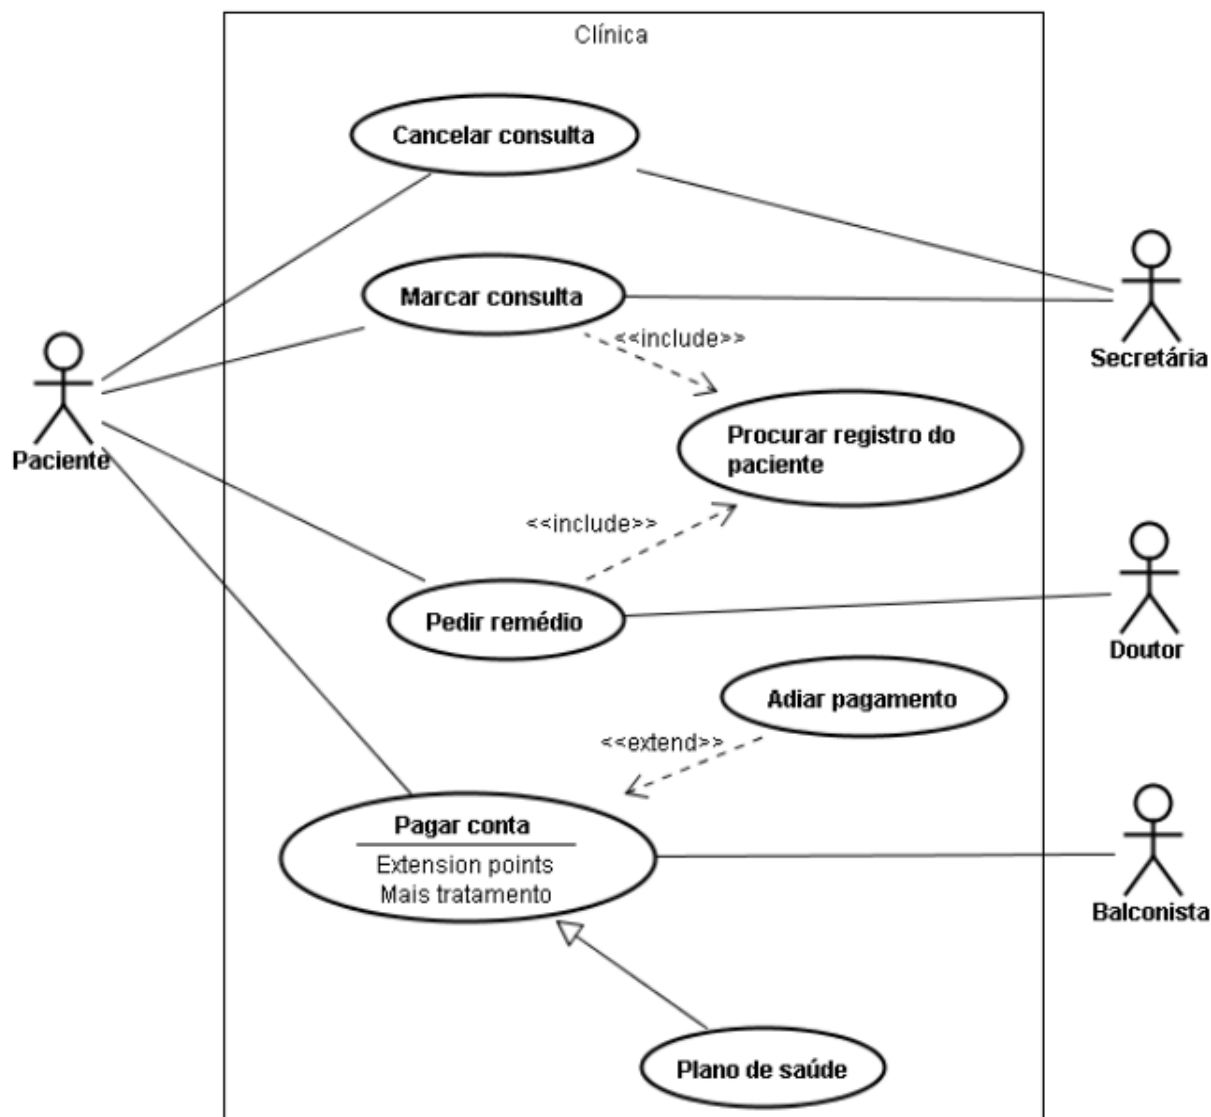 Clínica
Cancelar consulta
Marcar consulta
<<include>>
Secretária
Procurar registro do
paciente
Paciente
<<include>>
Pedir remédio
Doutor
Adiar pagamento
<<extend>>
Pagar conta
Extension points
Mais tratamento
Balconista
Plano de saúde